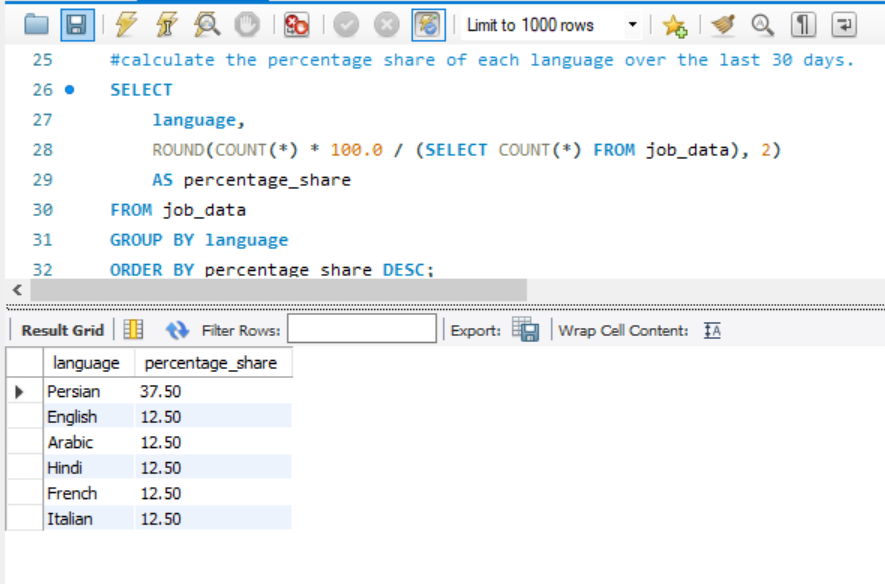 Limit to 1000 rows
25 #calculate the percentage share of each language over the last 30 days.
26 SELECT
27 language,
28 ROUND(COUNT(*) * 100.0 / (SELECT COUNT(*) FROM job_data), 2)
29 AS percentage_share
30 FROM job_data
31 GROUP BY language
32 ORDER BY percentage_share DESC;
Result Grid Filter Rows: Export: Wrap Cell Content: IA
language percentage_share
Persian 37.50
English 12.50
Arabic 12.50
Hindi 12.50
French 12.50
Italian 12.50